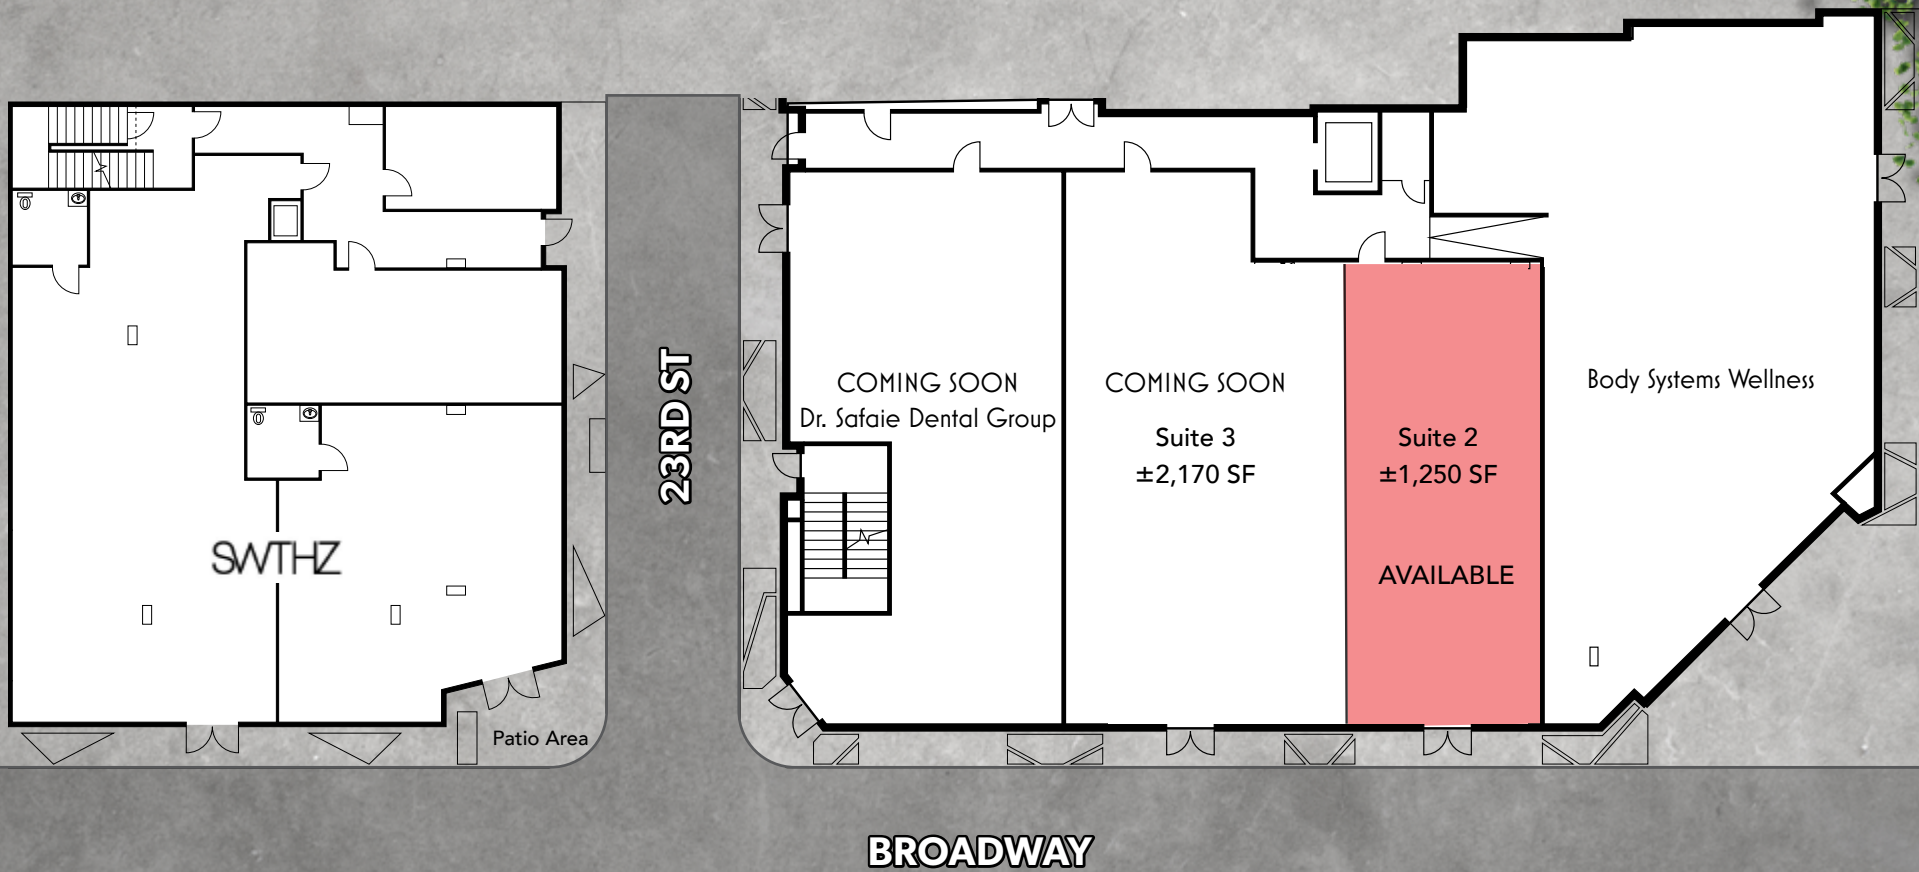 SWTHZ
Patio Area
23RD ST
COMING SOON
Dr. Safaie Dental Group
COMING SOON
Suite 3
±2,170 SF
Suite 2
±1,250 SF
AVAILABLE
Body Systems Wellness
BROADWAY